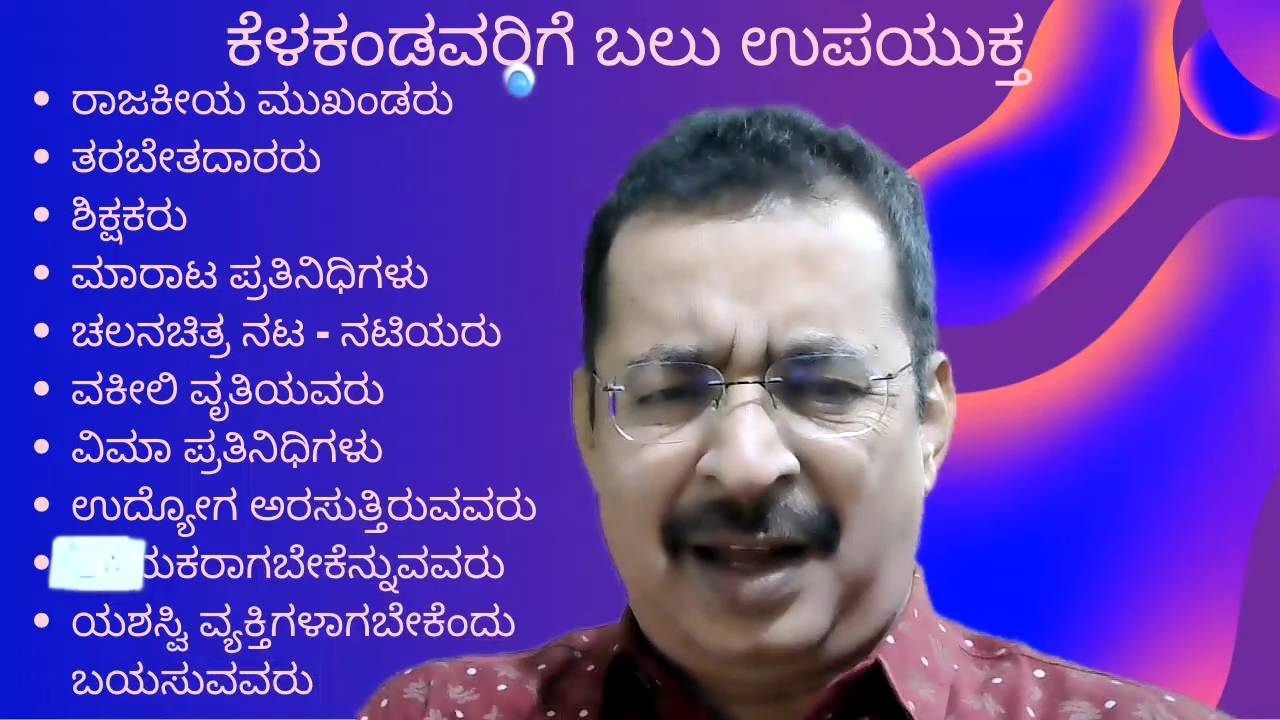 ಕೆಳಕಂಡವರಿಗೆ ಬಲು ಉಪಯುಕ್ತ
• ರಾಜಕೀಯ ಮುಖಂಡರು
• ತರಬೇತದಾರರು
• ಶಿಕ್ಷಕರು
• ಮಾರಾಟ ಪ್ರತಿನಿಧಿಗಳು
• ಚಲನಚಿತ್ರ ನಟ - ನಟಿಯರು
• ವಕೀಲಿ ವೃತಿಯವರು
• ವಿಮಾ ಪ್ರತಿನಿಧಿಗಳು
• ಉದ್ಯೋಗ ಅರಸುತ್ತಿರುವವರು
•
• ಯಶಸ್ವಿ ವ್ಯಕ್ತಿಗಳಾಗಬೇಕೆಂದು
ಬಯಸುವವರು